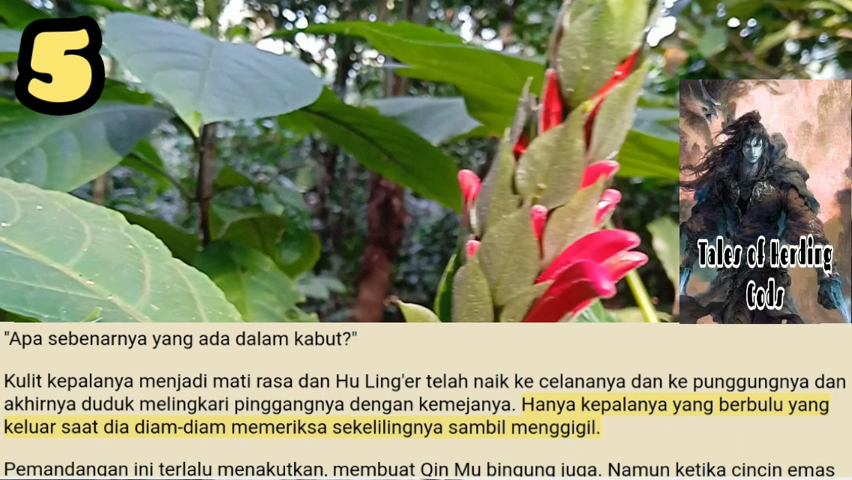 5
Tales of Herding
Gods
"Apa sebenarnya yang ada dalam kabut?"
Kulit kepalanya menjadi mati rasa dan Hu Ling'er telah naik ke celananya dan ke punggungnya dan
akhirnya duduk melingkari pinggangnya dengan kemejanya. Hanya kepalanya yang berbulu yang
keluar saat dia diam-diam memeriksa sekelilingnya sambil menggigil.
Pemandangan ini terlalu menakutkan, membuat Qin Mu bingung juga. Namun ketika cincin emas